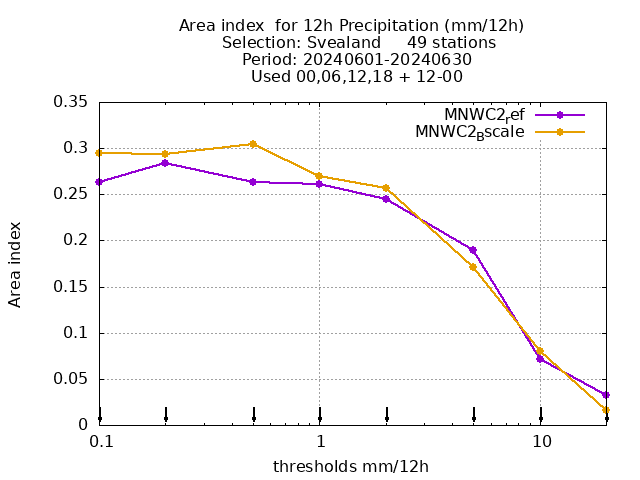 Area index  for 12h Precipitation (mm/12h)
Selection: Svealand     49 stations
Period: 20240601-20240630
Used 00,06,12,18 + 12-00
MNWC2ref
MNWC2Bscale
0.35
0.3
0.25
0.2
0.15
0.1
0.05
0
Area index
0.1 1 10
thresholds mm/12h